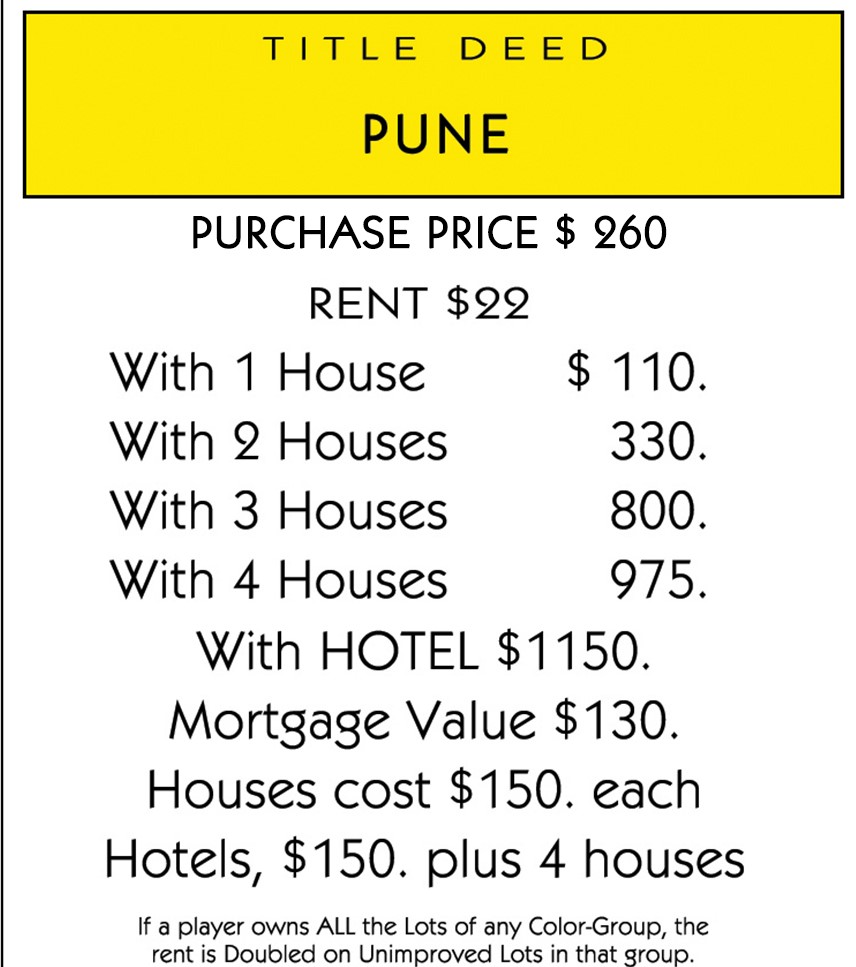 TITLE DEED
PUNE
PURCHASE PRICE $ 260
RENT $22
With 1 House $ 110.
With 2 Houses 330.
With 3 Houses 800.
With 4 Houses 975.
With HOTEL $1150.
Mortgage Value $130.
Houses cost $150. each
Hotels, $150. plus 4 houses
If a player owns ALL the Lots of any Color-Group, the
rent is Doubled on Unimproved Lots in that group.